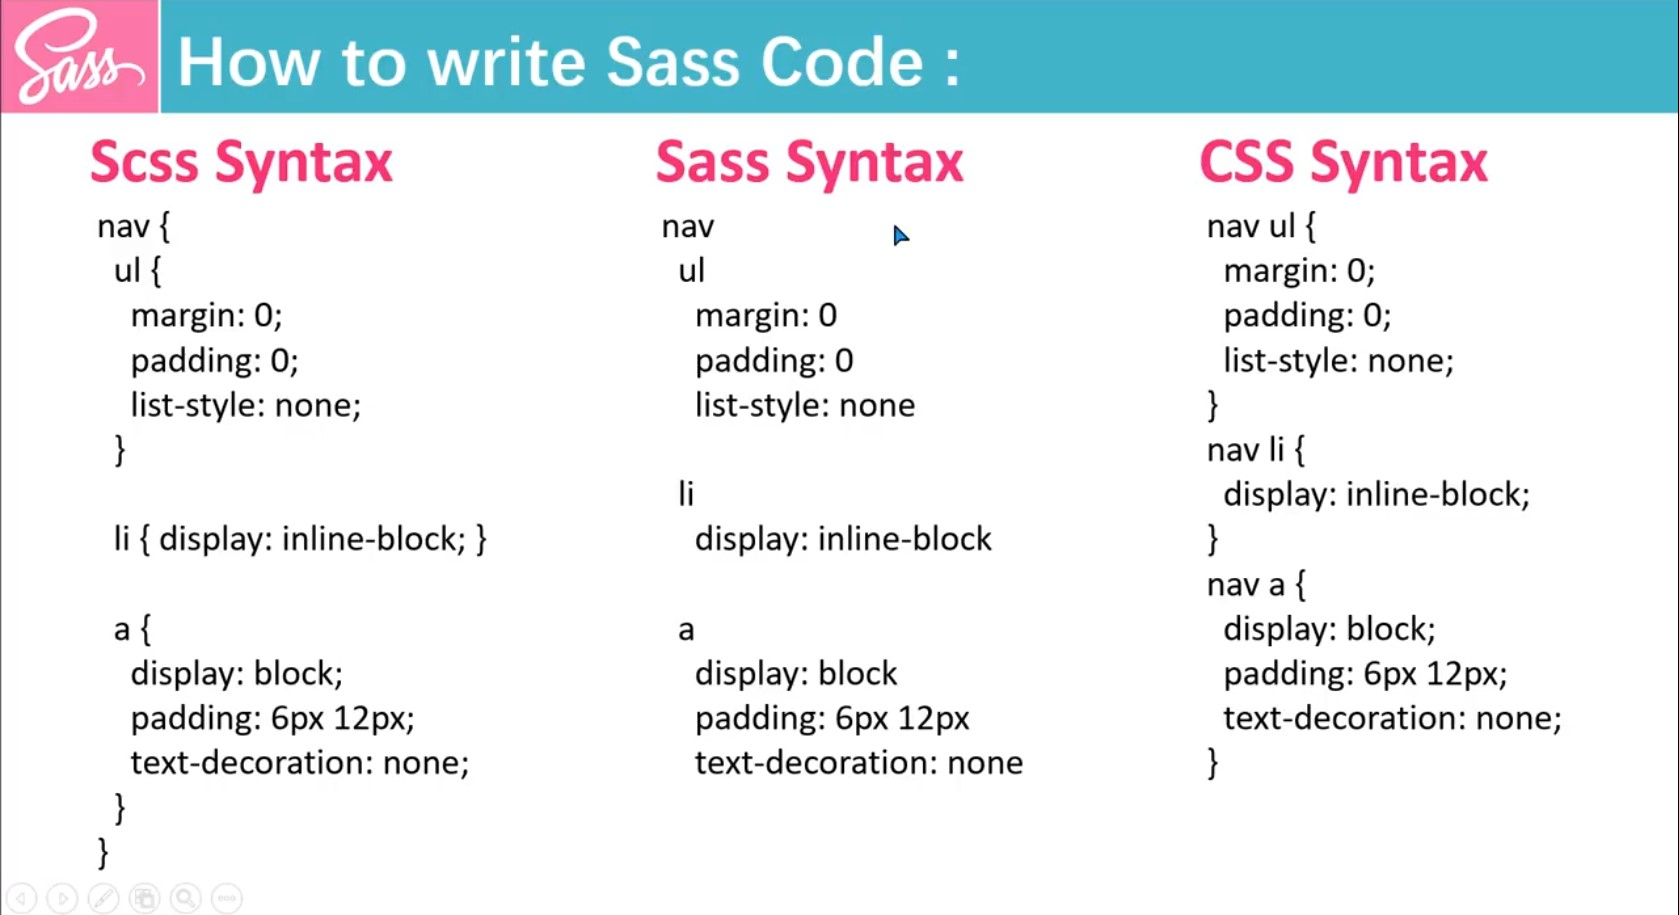 Sass
How to write Sass Code :
Scss Syntax
nav {
ul {
margin: 0;
padding: 0;
list-style: none;
}
li { display: inline-block; }
a {
display: block;
padding: 6px 12px;
text-decoration: none;
}
}
Sass Syntax
nav
ul
margin: 0
padding: 0
list-style: none
li
display: inline-block
a
display: block
padding: 6px 12px
text-decoration: none
CSS Syntax
nav ul {
margin: 0;
padding: 0;
list-style: none;
}
nav li {
display: inline-block;
}
nav a {
display: block;
padding: 6px 12px;
text-decoration: none;
}